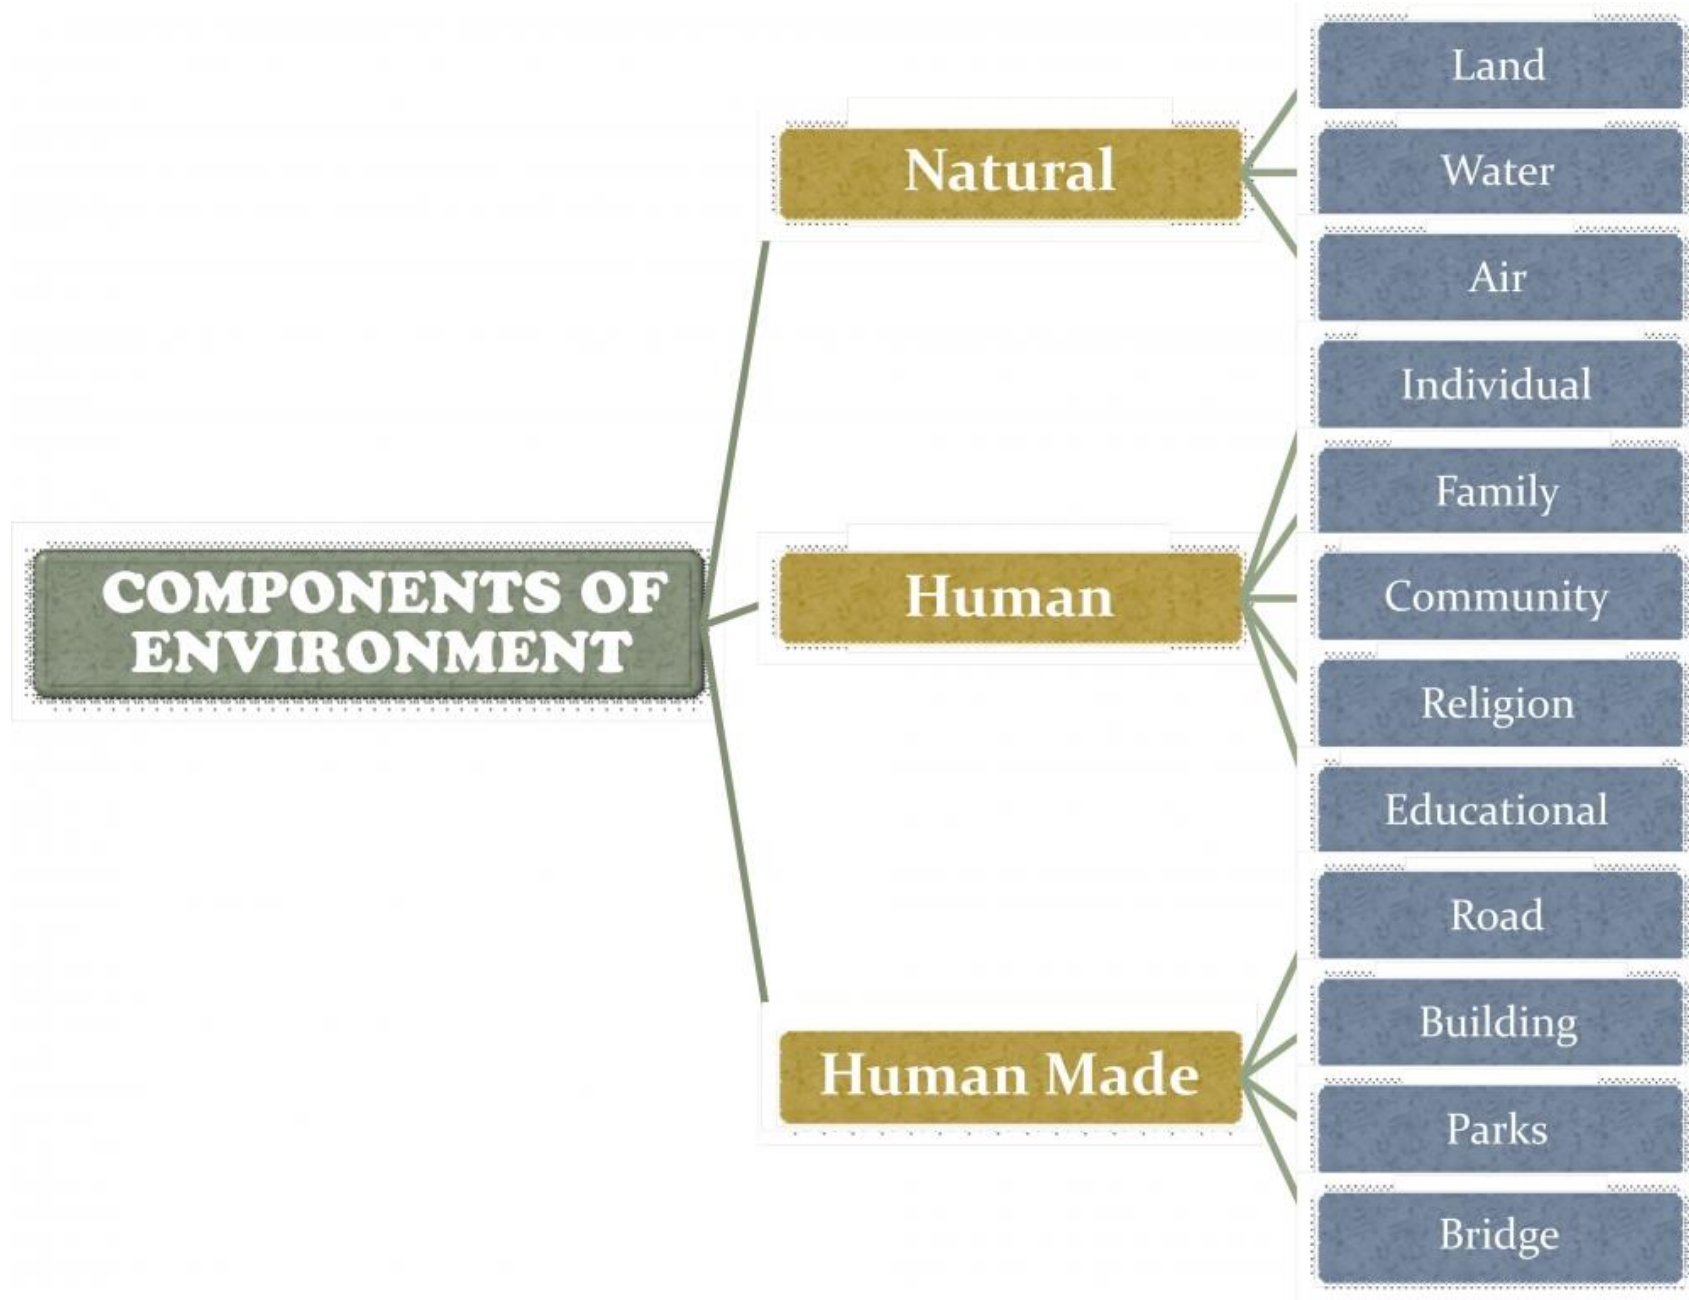 COMPONENTS OF
ENVIRONMENT
Natural
Land
Water
Air
Human
Individual
Family
Community
Religion
Educational
Human Made
Road
Building
Parks
Bridge